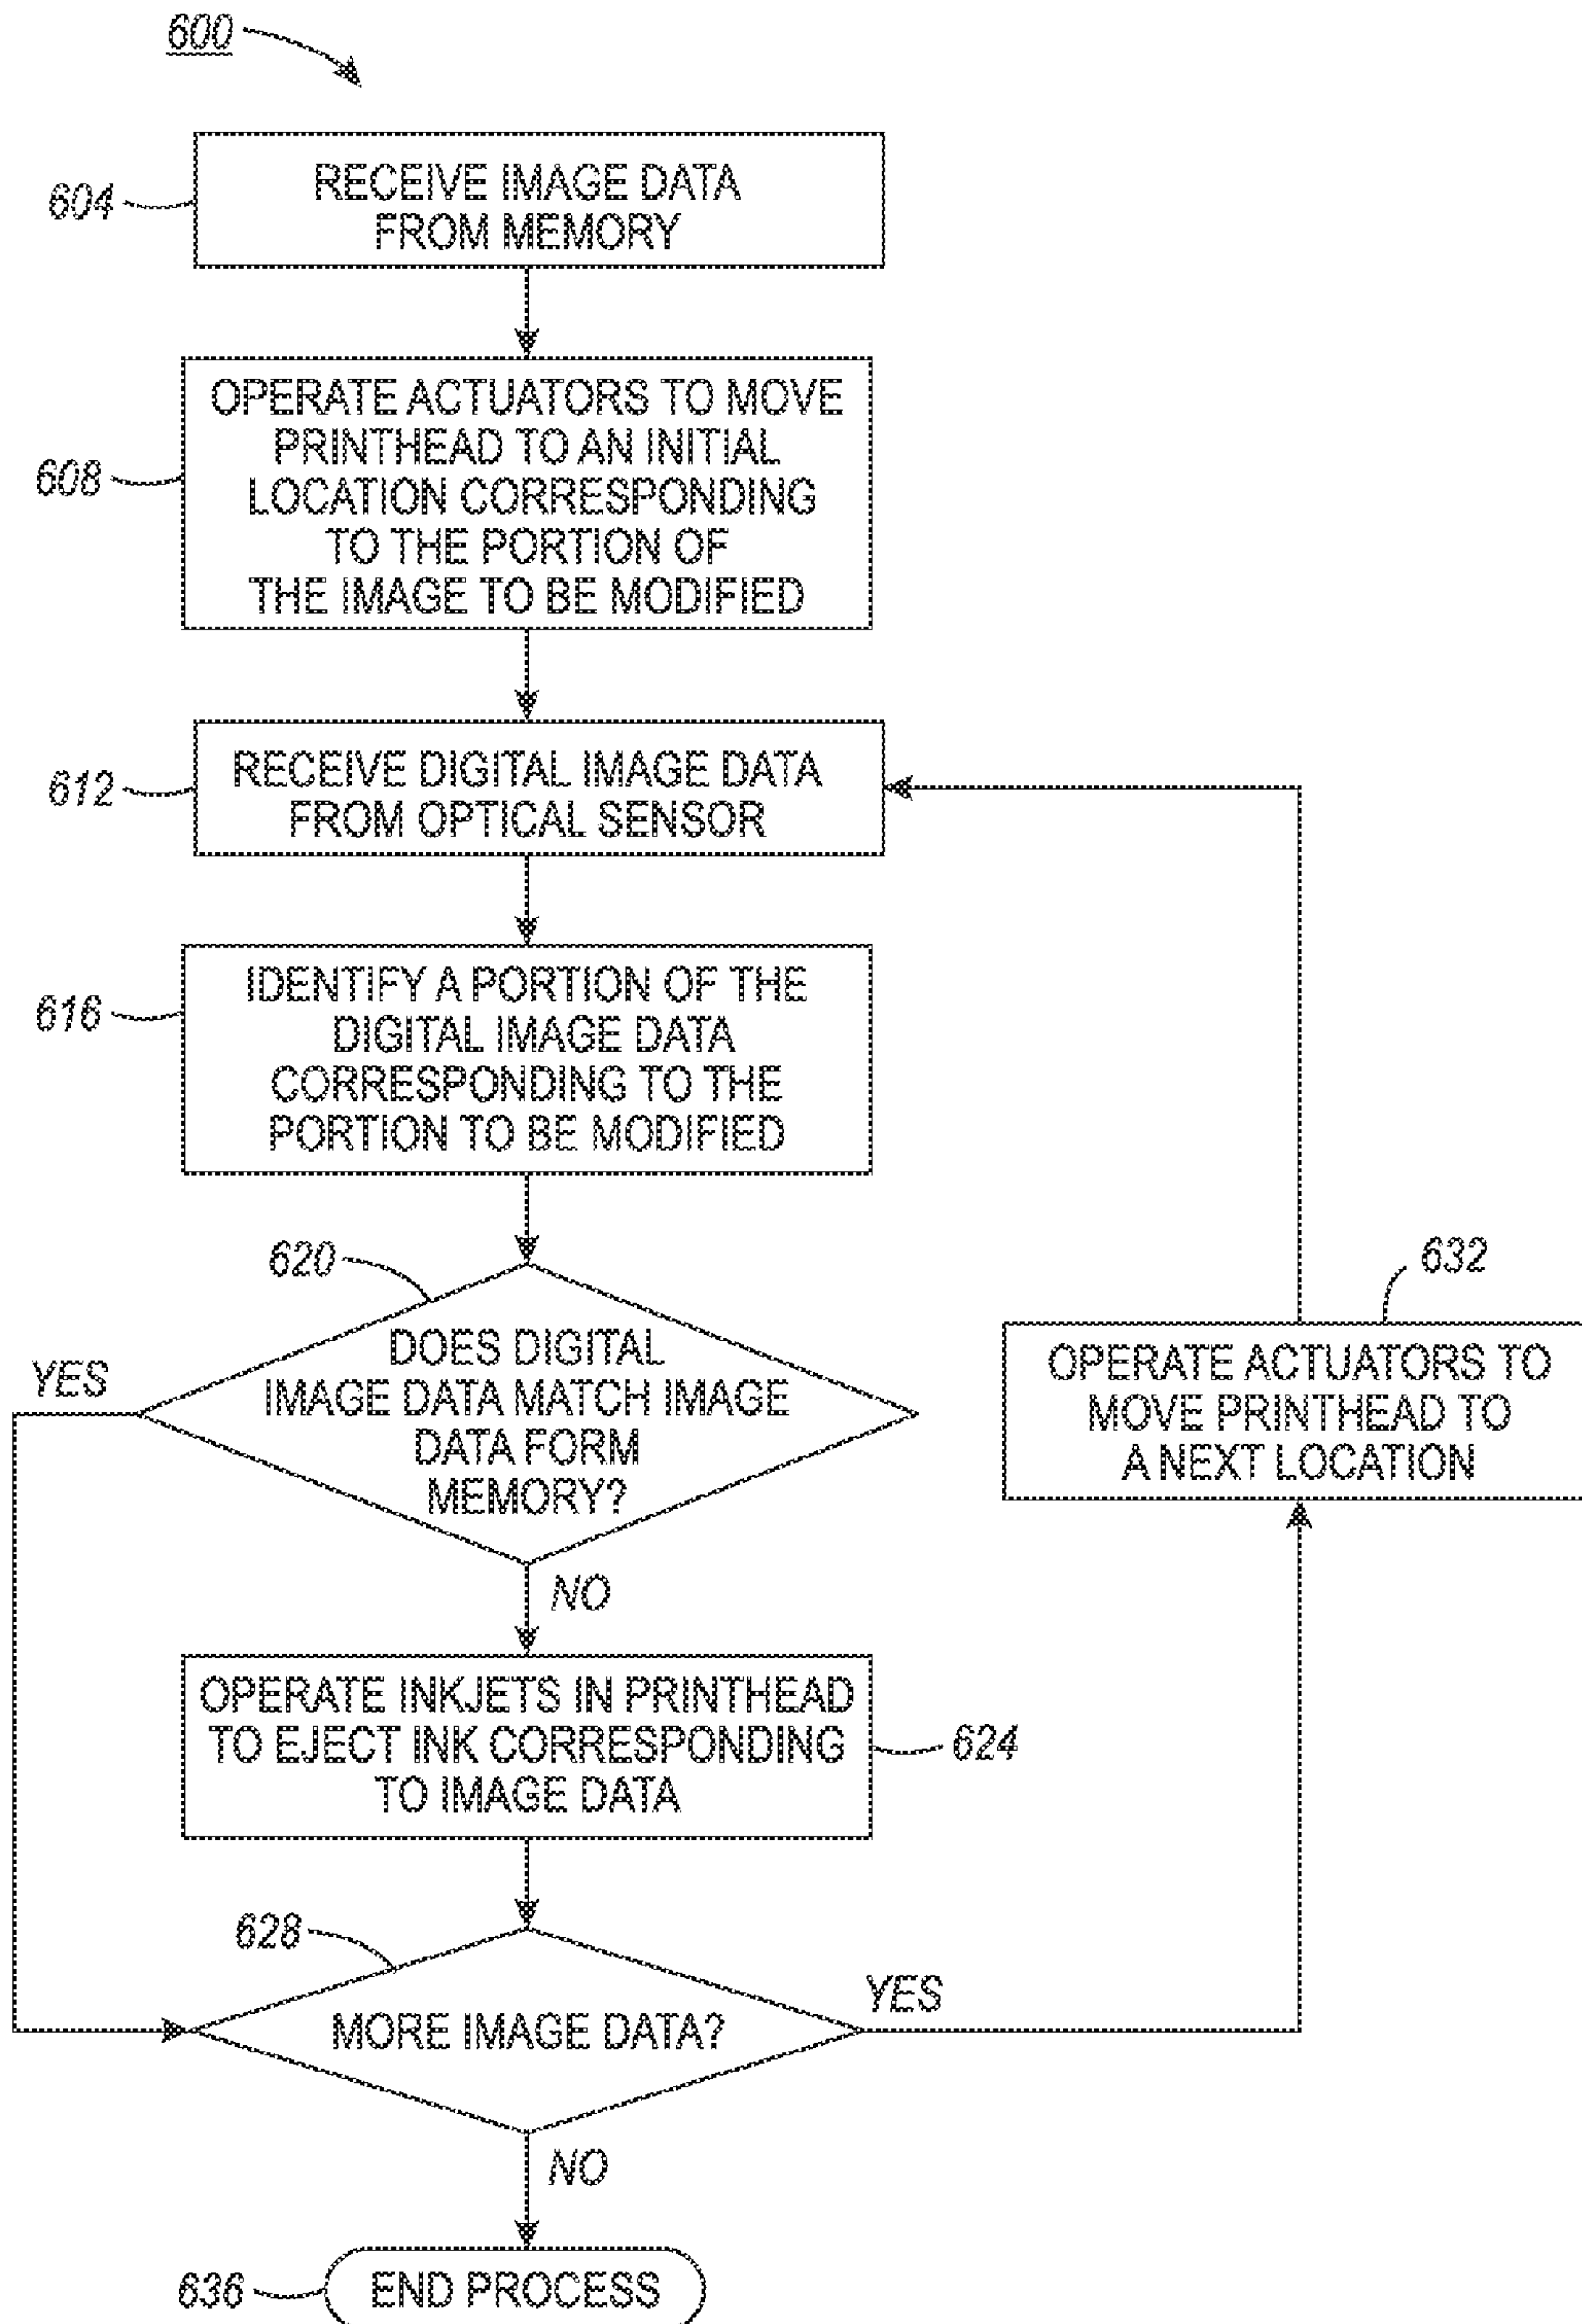 600
604
RECEIVE IMAGE DATA
FROM MEMORY
608
OPERATE ACTUATORS TO MOVE
PRINTHEAD TO AN INITIAL
LOCATION CORRESPONDING
TO THE PORTION OF
THE IMAGE TO BE MODIFIED
612
RECEIVE DIGITAL IMAGE DATA
FROM OPTICAL SENSOR
616
IDENTIFY A PORTION OF THE
DIGITAL IMAGE DATA
CORRESPONDING TO THE
PORTION TO BE MODIFIED
620
YES
DOES DIGITAL
IMAGE DATA MATCH IMAGE
DATA FORM
MEMORY?
NO
632
OPERATE ACTUATORS TO
MOVE PRINTHEAD TO
A NEXT LOCATION
OPERATE INKJETS IN PRINTHEAD
TO EJECT INK CORRESPONDING
TO IMAGE DATA
624
628
MORE IMAGE DATA?
YES
NO
636
END PROCESS